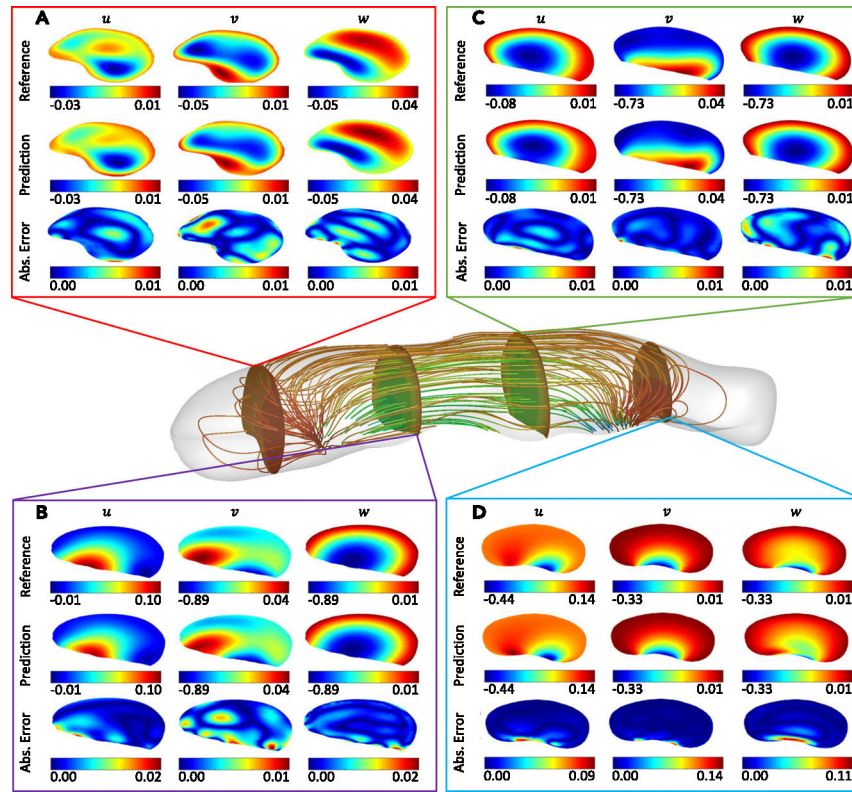 A
u v w
Reference
-0.03 0.01 -0.05 0.01 -0.05 0.04
Prediction
-0.03 0.01 -0.05 0.01 -0.05 0.04
Abs. Error
0.00 0.01 0.00 0.01 0.00 0.01
C
u v w
Reference
-0.08 0.01 -0.73 0.04 -0.73 0.01
Prediction
-0.08 0.01 -0.73 0.04 -0.73 0.01
Abs. Error
0.00 0.01 0.00 0.01 0.00 0.01
B
u v w
Reference
-0.01 0.10 -0.89 0.04 -0.89 0.01
Prediction
-0.01 0.10 -0.89 0.04 -0.89 0.01
Abs. Error
0.00 0.02 0.00 0.01 0.00 0.02
D
u v w
Reference
-0.44 0.14 -0.33 0.01 -0.33 0.01
Prediction
-0.44 0.14 -0.33 0.01 -0.33 0.01
Abs. Error
0.00 0.09 0.00 0.14 0.00 0.11